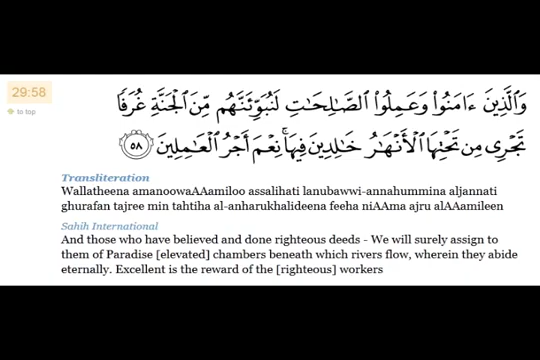 29:58
to top
وَالَّذِينَ ءَامَنُوا۟ وَعَمِلُوا۟ الصَّـٰلِحَـٰتِ لَنُبَوِّئَنَّهُم مِّنَ الْجَنَّةِ غُرَفًا
تَجْرِى مِن تَحْتِهَا الْأَنْهَـٰرُ خَـٰلِدِينَ فِيهَا ۚ نِعْمَ أَجْرُ الْعَـٰمِلِينَ ٥٨
Transliteration
Wallatheena amanoowaAAamiloo assalihati lanubawwi-annahummina aljannati
ghurafan tajree min tahtiha al-anharukhalideena feeha niAAma ajru alAAamileen
Sahih International
And those who have believed and done righteous deeds - We will surely assign to
them of Paradise [elevated] chambers beneath which rivers flow, wherein they abide
eternally. Excellent is the reward of the [righteous] workers